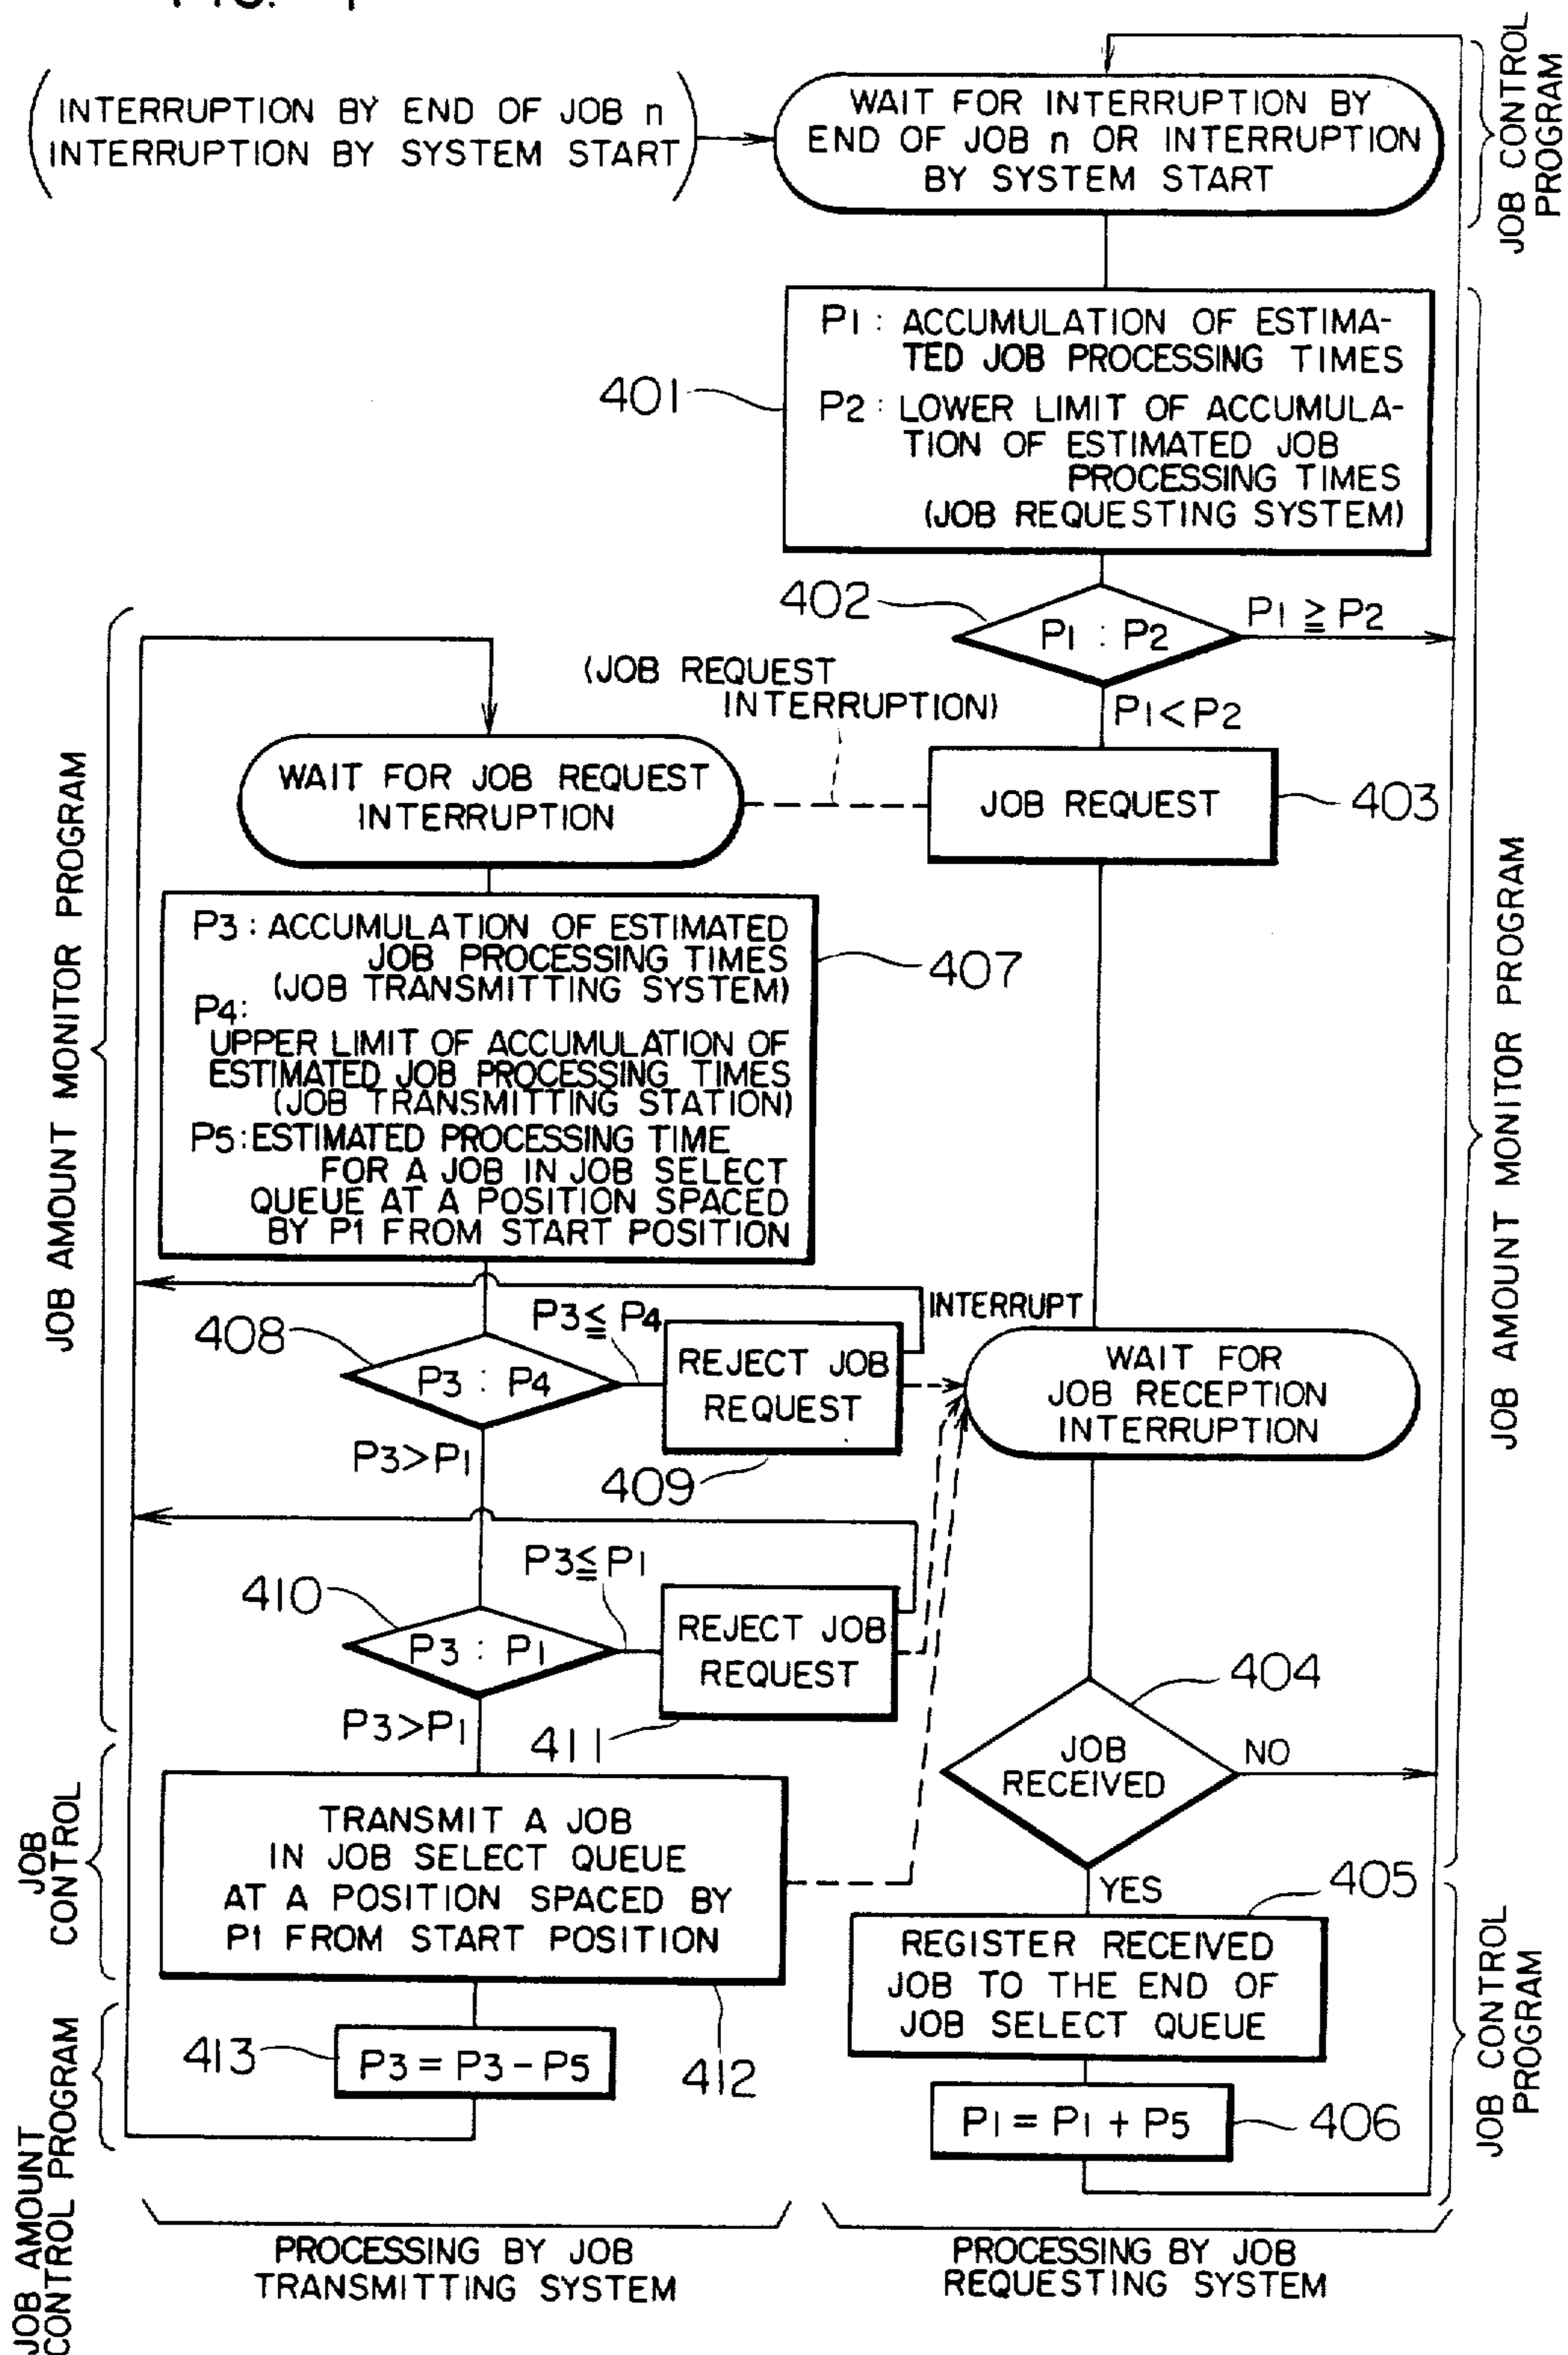 FIG. 4
(INTERRUPTION BY END OF JOB n
INTERRUPTION BY SYSTEM START)
WAIT FOR INTERRUPTION BY
END OF JOB n OR INTERRUPTION
BY SYSTEM START
JOB CONTROL
PROGRAM
401
P1 : ACCUMULATION OF ESTIMA-
TED JOB PROCESSING TIMES
P2 : LOWER LIMIT OF ACCUMULA-
TION OF ESTIMATED JOB
PROCESSING TIMES
(JOB REQUESTING SYSTEM)
402
P1 : P2
P1 ≧ P2
P1 < P2
(JOB REQUEST
INTERRUPTION)
WAIT FOR JOB REQUEST
INTERRUPTION
JOB REQUEST
403
JOB AMOUNT MONITOR PROGRAM
JOB AMOUNT MONITOR PROGRAM
P3 : ACCUMULATION OF ESTIMATED
JOB PROCESSING TIMES
(JOB TRANSMITTING SYSTEM)
P4:
UPPER LIMIT OF ACCUMULATION OF
ESTIMATED JOB PROCESSING TIMES
(JOB TRANSMITTING STATION)
P5:ESTIMATED PROCESSING TIME
FOR A JOB IN JOB SELECT
QUEUE AT A POSITION SPACED
BY P1 FROM START POSITION
407
408
P3 : P4
P3 ≦ P4
P3>P1
REJECT JOB
REQUEST
409
INTERRUPT
WAIT FOR
JOB RECEPTION
INTERRUPTION
410
P3 : P1
P3≦P1
P3>P1
REJECT JOB
REQUEST
411
404
JOB
RECEIVED
NO
YES
JOB
CONTROL
TRANSMIT A JOB
IN JOB SELECT QUEUE
AT A POSITION SPACED BY
P1 FROM START POSITION
412
405
REGISTER RECEIVED
JOB TO THE END OF
JOB SELECT QUEUE
JOB CONTROL
PROGRAM
413
P3 = P3 - P5
P1 = P1 + P5
406
JOB AMOUNT
CONTROL PROGRAM
PROCESSING BY JOB
TRANSMITTING SYSTEM
PROCESSING BY JOB
REQUESTING SYSTEM